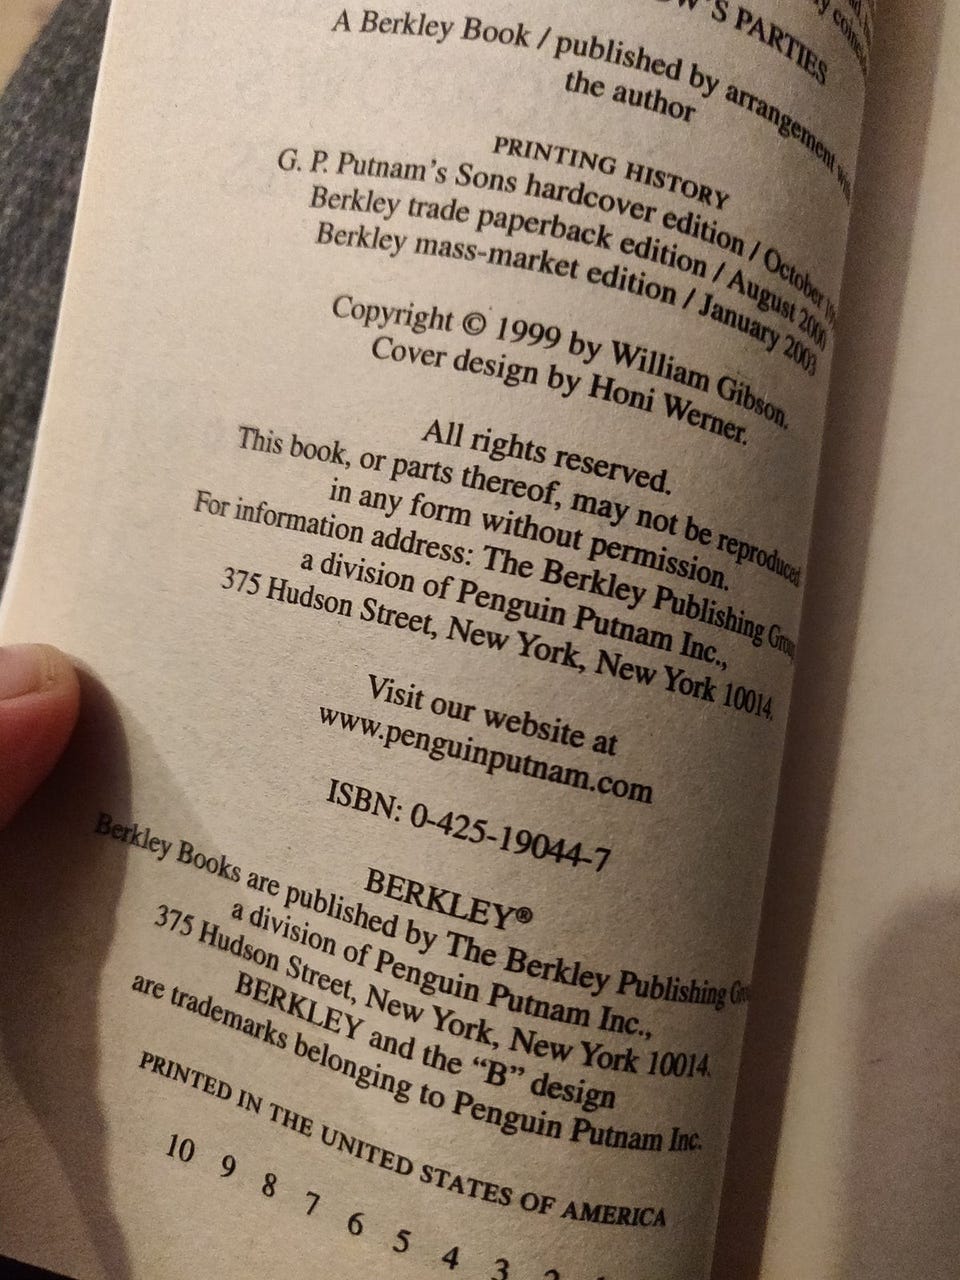 OW'S PARTIES
A Berkley Book / published by arrangement
the author
PRINTING HISTORY
G. P. Putnam's Sons hardcover edition / October
Berkley trade paperback edition / August 2000
Berkley mass-market edition / January 2003
Copyright © 1999 by William Gibson.
Cover design by Honi Werner.
All rights reserved.
This book, or parts thereof, may not be reproduced
in any form without permission.
For information address: The Berkley Publishing
a division of Penguin Putnam Inc.,
375 Hudson Street, New York, New York 10014.
Visit our website at
www.penguinputnam.com
ISBN: 0-425-19044-7
BERKLEY®
Berkley Books are published by The Berkley Publishing
a division of Penguin Putnam Inc.,
375 Hudson Street, New York, New York 10014.
BERKLEY and the “B” design
are trademarks belonging to Penguin Putnam Inc.
PRINTED IN THE UNITED STATES OF AMERICA
10 9 8 7 6 5 4 3 2